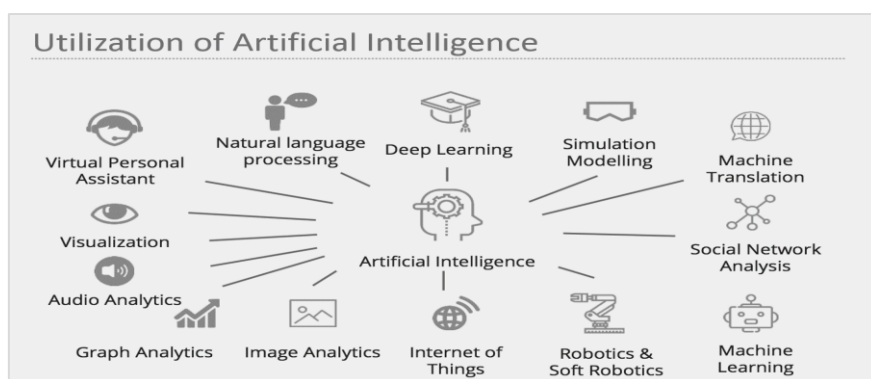 Utilization of Artificial Intelligence
Virtual Personal
Assistant
Natural language
processing
Deep Learning
Simulation
Modelling
Machine
Translation
Visualization
Artificial Intelligence
Social Network
Analysis
Audio Analytics
Graph Analytics
Image Analytics
Internet of
Things
Robotics &
Soft Robotics
Machine
Learning